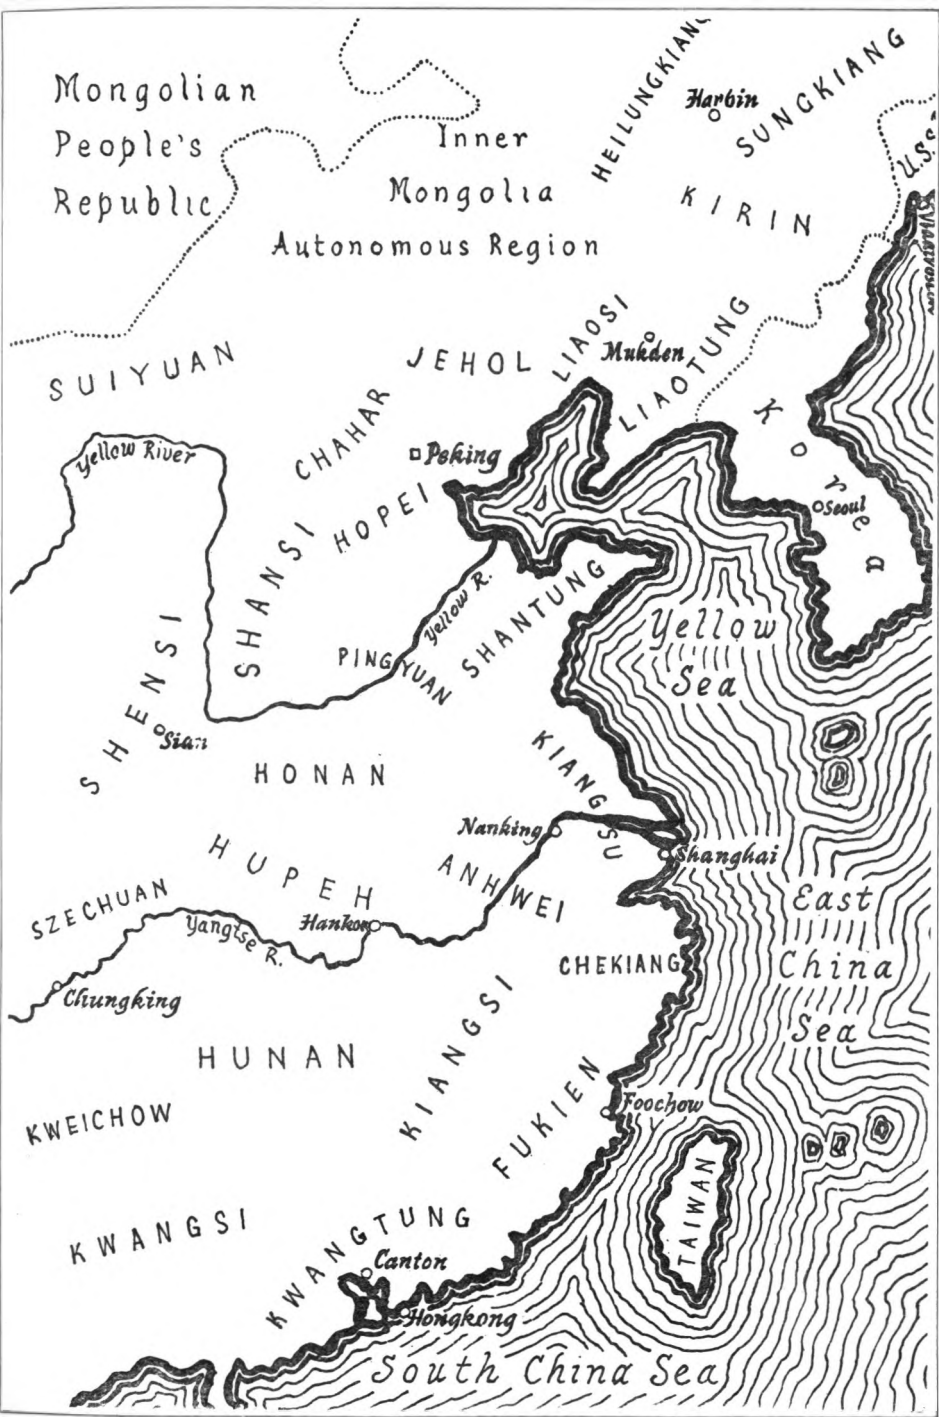 Mongolian
People's
Republic
Inner
Mongolia
Autonomous Region
HEILUNGKIANG
Harbin
SUNGKIANG
KIRIN
SUIYUAN
JEHOL
LIAOSI
Mukden
LIAOTUNG
CHAHAR
Korea
Yellow River
Peking
HOPEI
Seoul
SHANSI
Yellow R.
SHANTUNG
Yellow
Sea
PINGYUAN
SHENSI
Sian
HONAN
KIANGSU
Nanking
Shanghai
HUPEH
ANHWEI
SZECHUAN
Yangtse R.
Hankow
East
China
Sea
CHEKIANG
Chungking
KIANGSI
HUNAN
FUKIEN
Foochow
KWEICHOW
TAIWAN
KWANGSI
KWANGTUNG
Canton
Hongkong
South China Sea